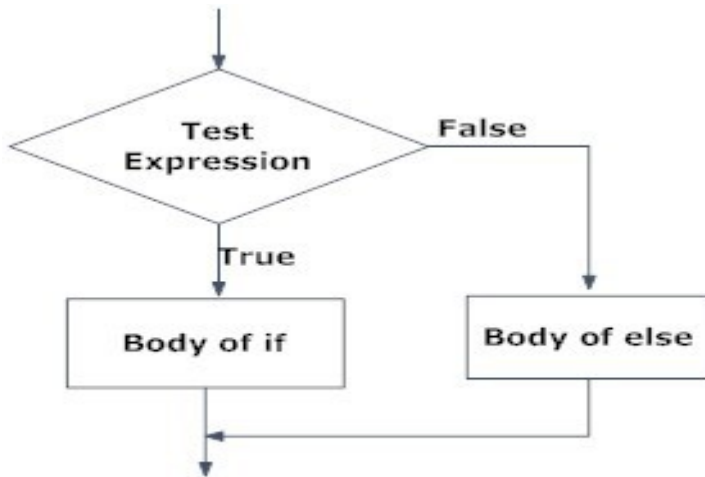 Test
Expression
False
True
Body of if
Body of else